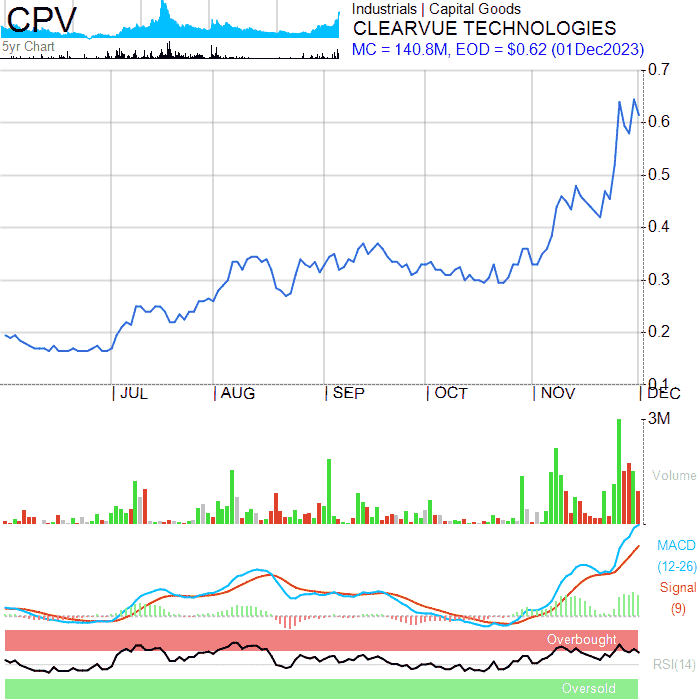 CPV
5yr Chart
Industrials | Capital Goods
CLEARVUE TECHNOLOGIES
MC = 140.8M, EOD = $0.62 (01Dec2023)
0.7
0.6
0.5
0.4
0.3
0.2
0.1
JUL AUG SEP OCT NOV DEC
3M
Volume
MACD
(12-26)
Signal
(9)
Overbought
RSI(14)
Oversold